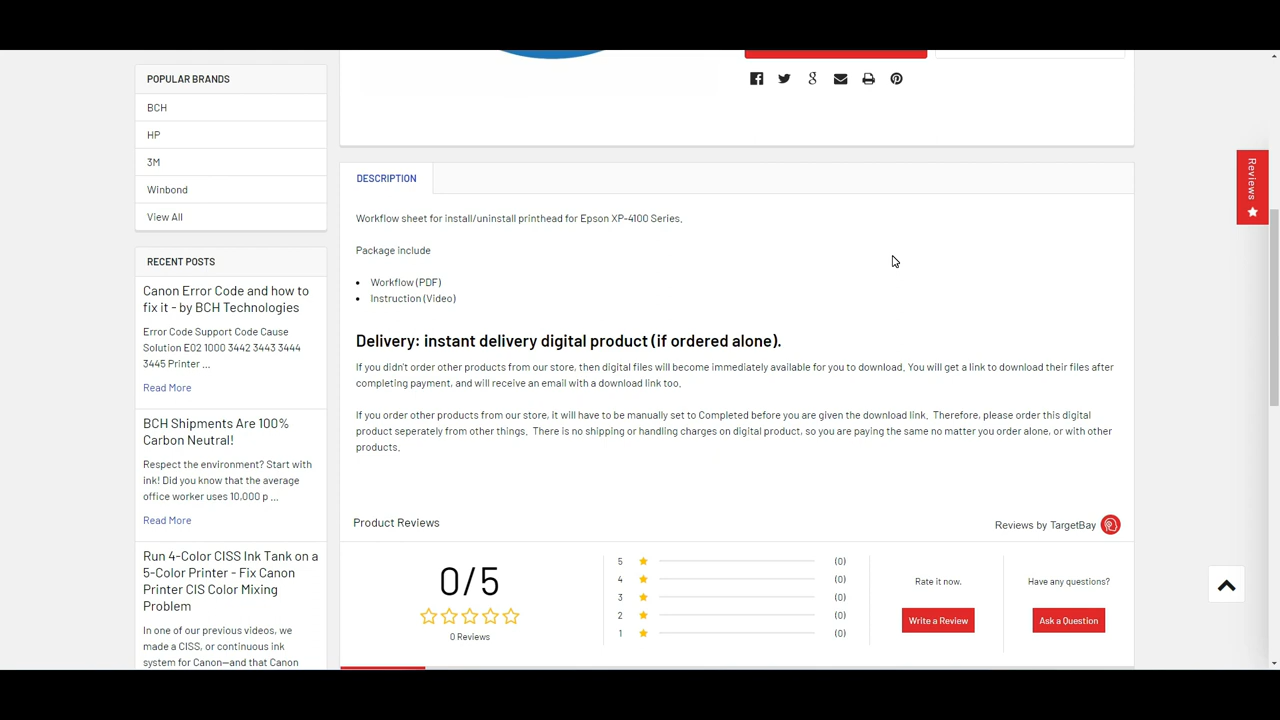 POPULAR BRANDS
BCH
HP
3M
Winbond
View All
RECENT POSTS
Canon Error Code and how to
fix it - by BCH Technologies
Error Code Support Code Cause
Solution E02 1000 3442 3443 3444
3445 Printer ...
Read More
BCH Shipments Are 100%
Carbon Neutral!
Respect the environment? Start with
ink! Did you know that the average
office worker uses 10,000 p ...
Read More
Run 4-Color CISS Ink Tank on a
5-Color Printer - Fix Canon
Printer CIS Color Mixing
Problem
In one of our previous videos, we
made a CISS, or continuous ink
system for Canon—and that Canon
DESCRIPTION
Workflow sheet for install/uninstall printhead for Epson XP-4100 Series.
Package include
• Workflow (PDF)
• Instruction (Video)
Delivery: instant delivery digital product (if ordered alone).
If you didn't order other products from our store, then digital files will become immediately available for you to download. You will get a link to download their files after
completing payment, and will receive an email with a download link too.
If you order other products from our store, it will have to be manually set to Completed before you are given the download link. Therefore, please order this digital
product seperately from other things. There is no shipping or handling charges on digital product, so you are paying the same no matter you order alone, or with other
products.
Product Reviews
Reviews by TargetBay
0/5
0 Reviews
5 (0)
4 (0)
3 (0)
2 (0)
1 (0)
Rate it now.
Write a Review
Have any questions?
Ask a Question
Reviews